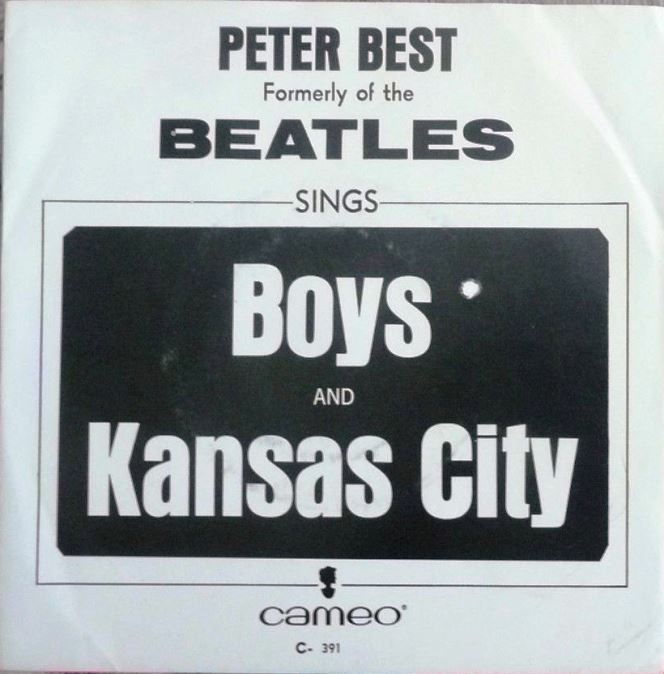 PETER BEST
Formerly of the
BEATLES
SINGS
Boys
AND
Kansas City
cameo®
C- 391